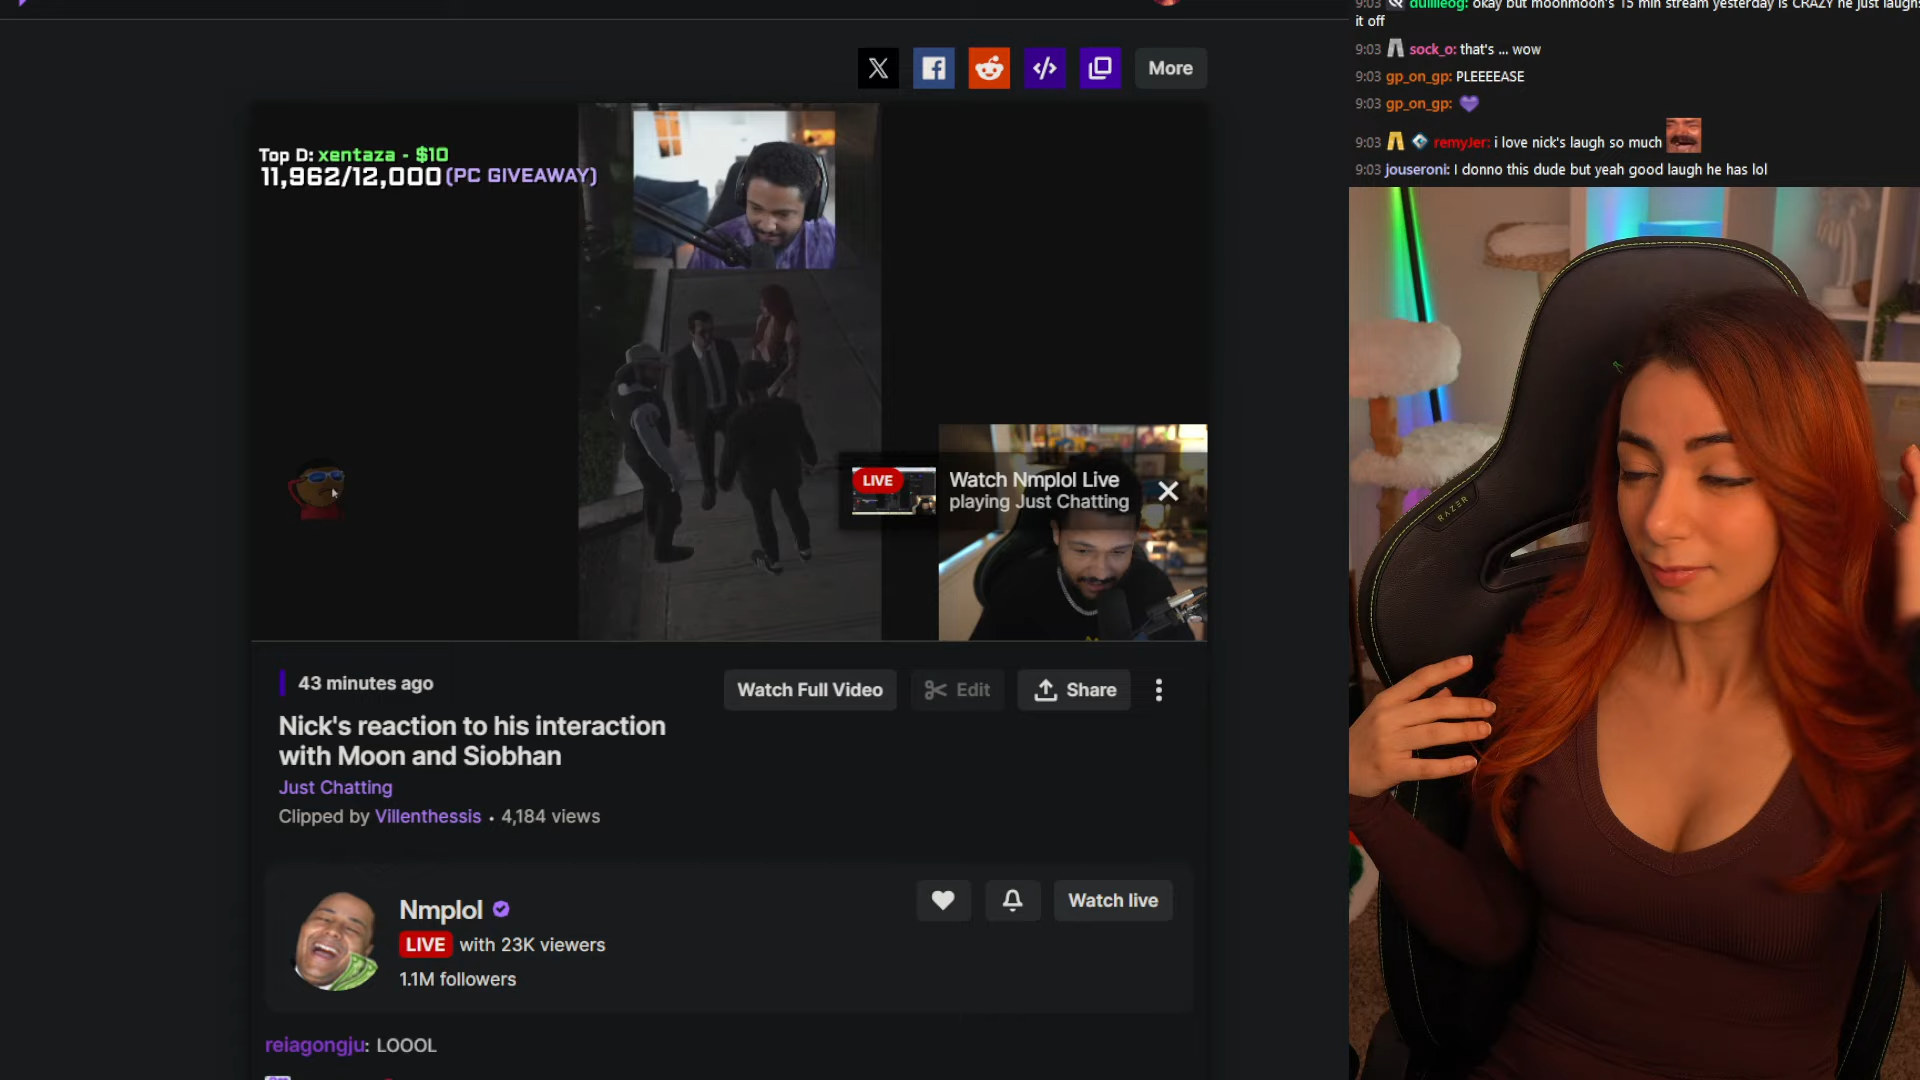 More
Top D: xentaza - $10
11,962/12,000 (PC GIVEAWAY)
LIVE
Watch Nmplol Live
playing Just Chatting
43 minutes ago
Watch Full Video
Edit
Share
Nick's reaction to his interaction
with Moon and Siobhan
Just Chatting
Clipped by Villenthessis • 4,184 views
Nmplol
LIVE with 23K viewers
1.1M followers
Watch live
reiagongju: LOOOL
okay but moonmoon's 15 min stream yesterday is CRAZY he just laughs
it off
9:03 sock_o: that's ... wow
9:03 gp_on_gp: PLEEEEASE
9:03 gp_on_gp:
9:03 remyJer: i love nick's laugh so much
9:03 jouseroni: I donno this dude but yeah good laugh he has lol
RAZER